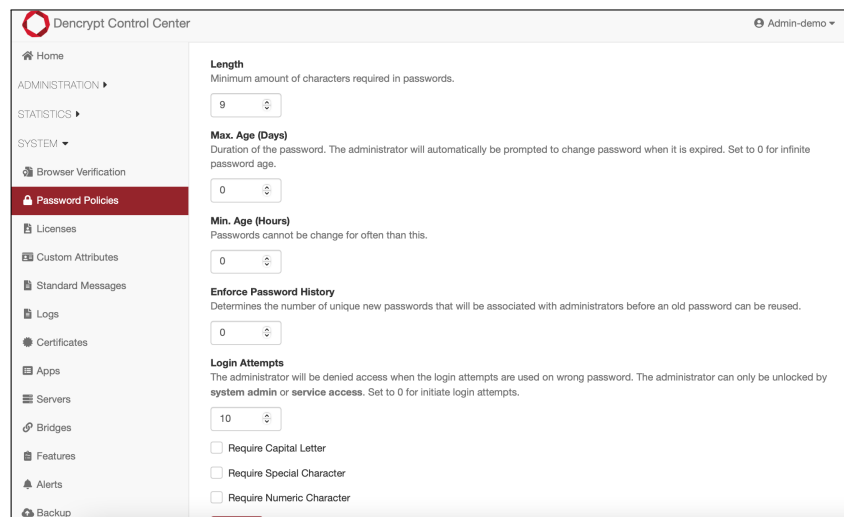 Dencrypt Control Center
Admin-demo
Home
ADMINISTRATION
STATISTICS
SYSTEM
Browser Verification
Password Policies
Licenses
Custom Attributes
Standard Messages
Logs
Certificates
Apps
Servers
Bridges
Features
Alerts
Backup
Length
Minimum amount of characters required in passwords.
9
Max. Age (Days)
Duration of the password. The administrator will automatically be prompted to change password when it is expired. Set to 0 for infinite
password age.
0
Min. Age (Hours)
Passwords cannot be change for often than this.
0
Enforce Password History
Determines the number of unique new passwords that will be associated with administrators before an old password can be reused.
0
Login Attempts
The administrator will be denied access when the login attempts are used on wrong password. The administrator can only be unlocked by
system admin or service access. Set to 0 for initiate login attempts.
10
Require Capital Letter
Require Special Character
Require Numeric Character